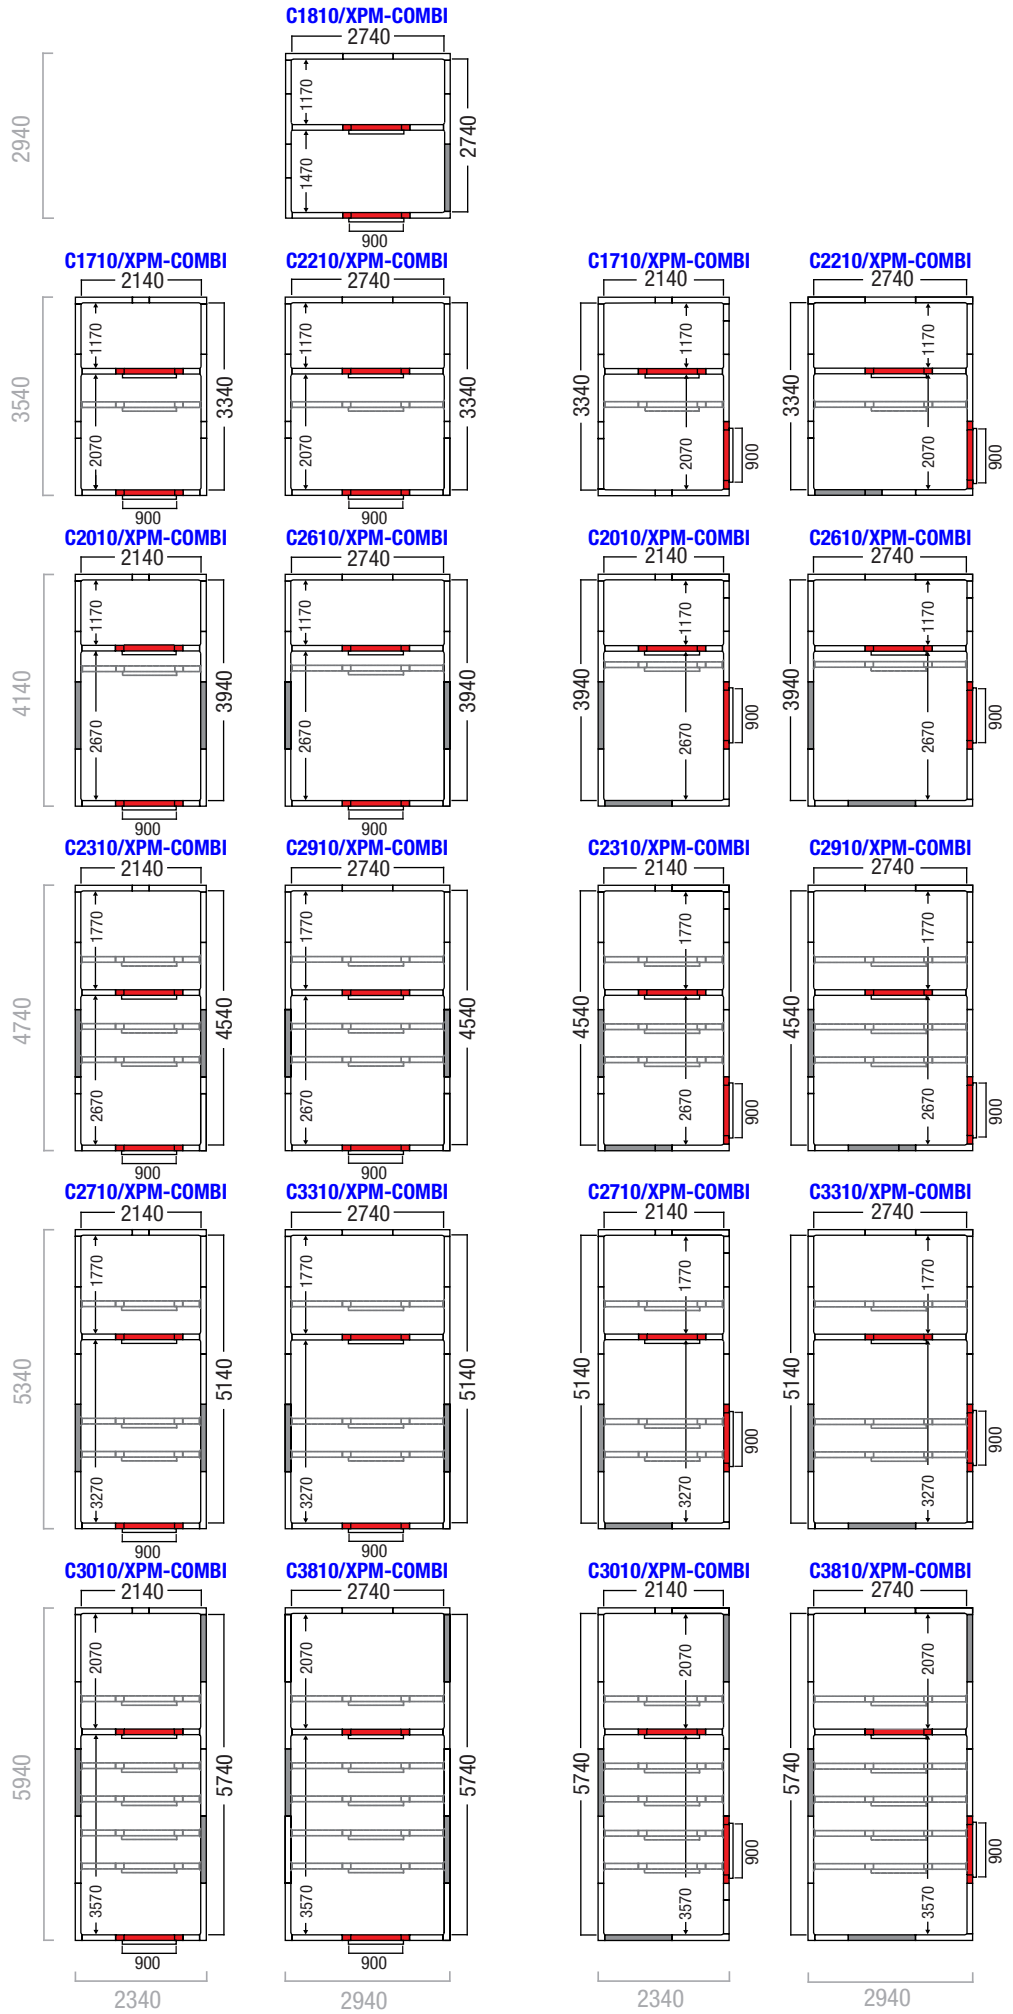 C1810/XPM-COMBI
2740
2940
1170
1470
2740
900
C1710/XPM-COMBI C2210/XPM-COMBI C1710/XPM-COMBI C2210/XPM-COMBI
2140 2740 2140 2740
3540
1170 1170 1170 1170
3340 3340 3340 3340
2070 2070 2070 2070
900 900 900 900
C2010/XPM-COMBI C2610/XPM-COMBI C2010/XPM-COMBI C2610/XPM-COMBI
2140 2740 2140 2740
4140
1170 1170 1170 1170
3940 3940 3940 3940
2670 2670 2670 2670
900 900 900 900
C2310/XPM-COMBI C2910/XPM-COMBI C2310/XPM-COMBI C2910/XPM-COMBI
2140 2740 2140 2740
4740
1770 1770 1770 1770
4540 4540 4540 4540
2670 2670 2670 2670
900 900 900 900
C2710/XPM-COMBI C3310/XPM-COMBI C2710/XPM-COMBI C3310/XPM-COMBI
2140 2740 2140 2740
5340
1770 1770 1770 1770
5140 5140 5140 5140
3270 3270 3270 3270
900 900 900 900
C3010/XPM-COMBI C3810/XPM-COMBI C3010/XPM-COMBI C3810/XPM-COMBI
2140 2740 2140 2740
5940
2070 2070 2070 2070
5740 5740 5740 5740
3570 3570 3570 3570
900 900 900 900
2340 2940 2340 2940